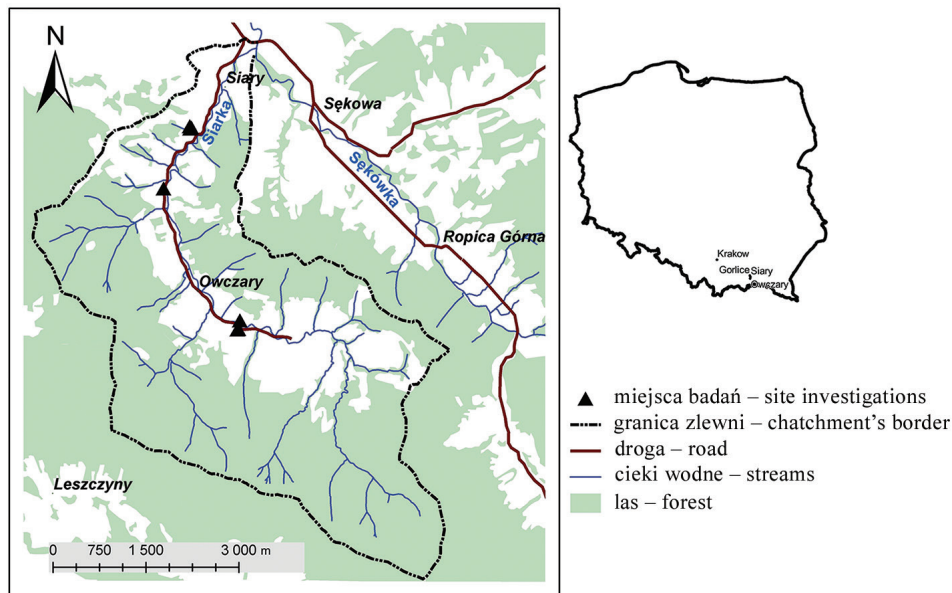 N
Siary
Siarka
Sękowa
Sękówka
Ropica Górna
Owczary
Leszczyny
0 750 1 500 3 000 m
Krakow
Gorlice Siary
Owczary
miejsca badań – site investigations
granica zlewni – chatchment's border
droga – road
cieki wodne – streams
las – forest